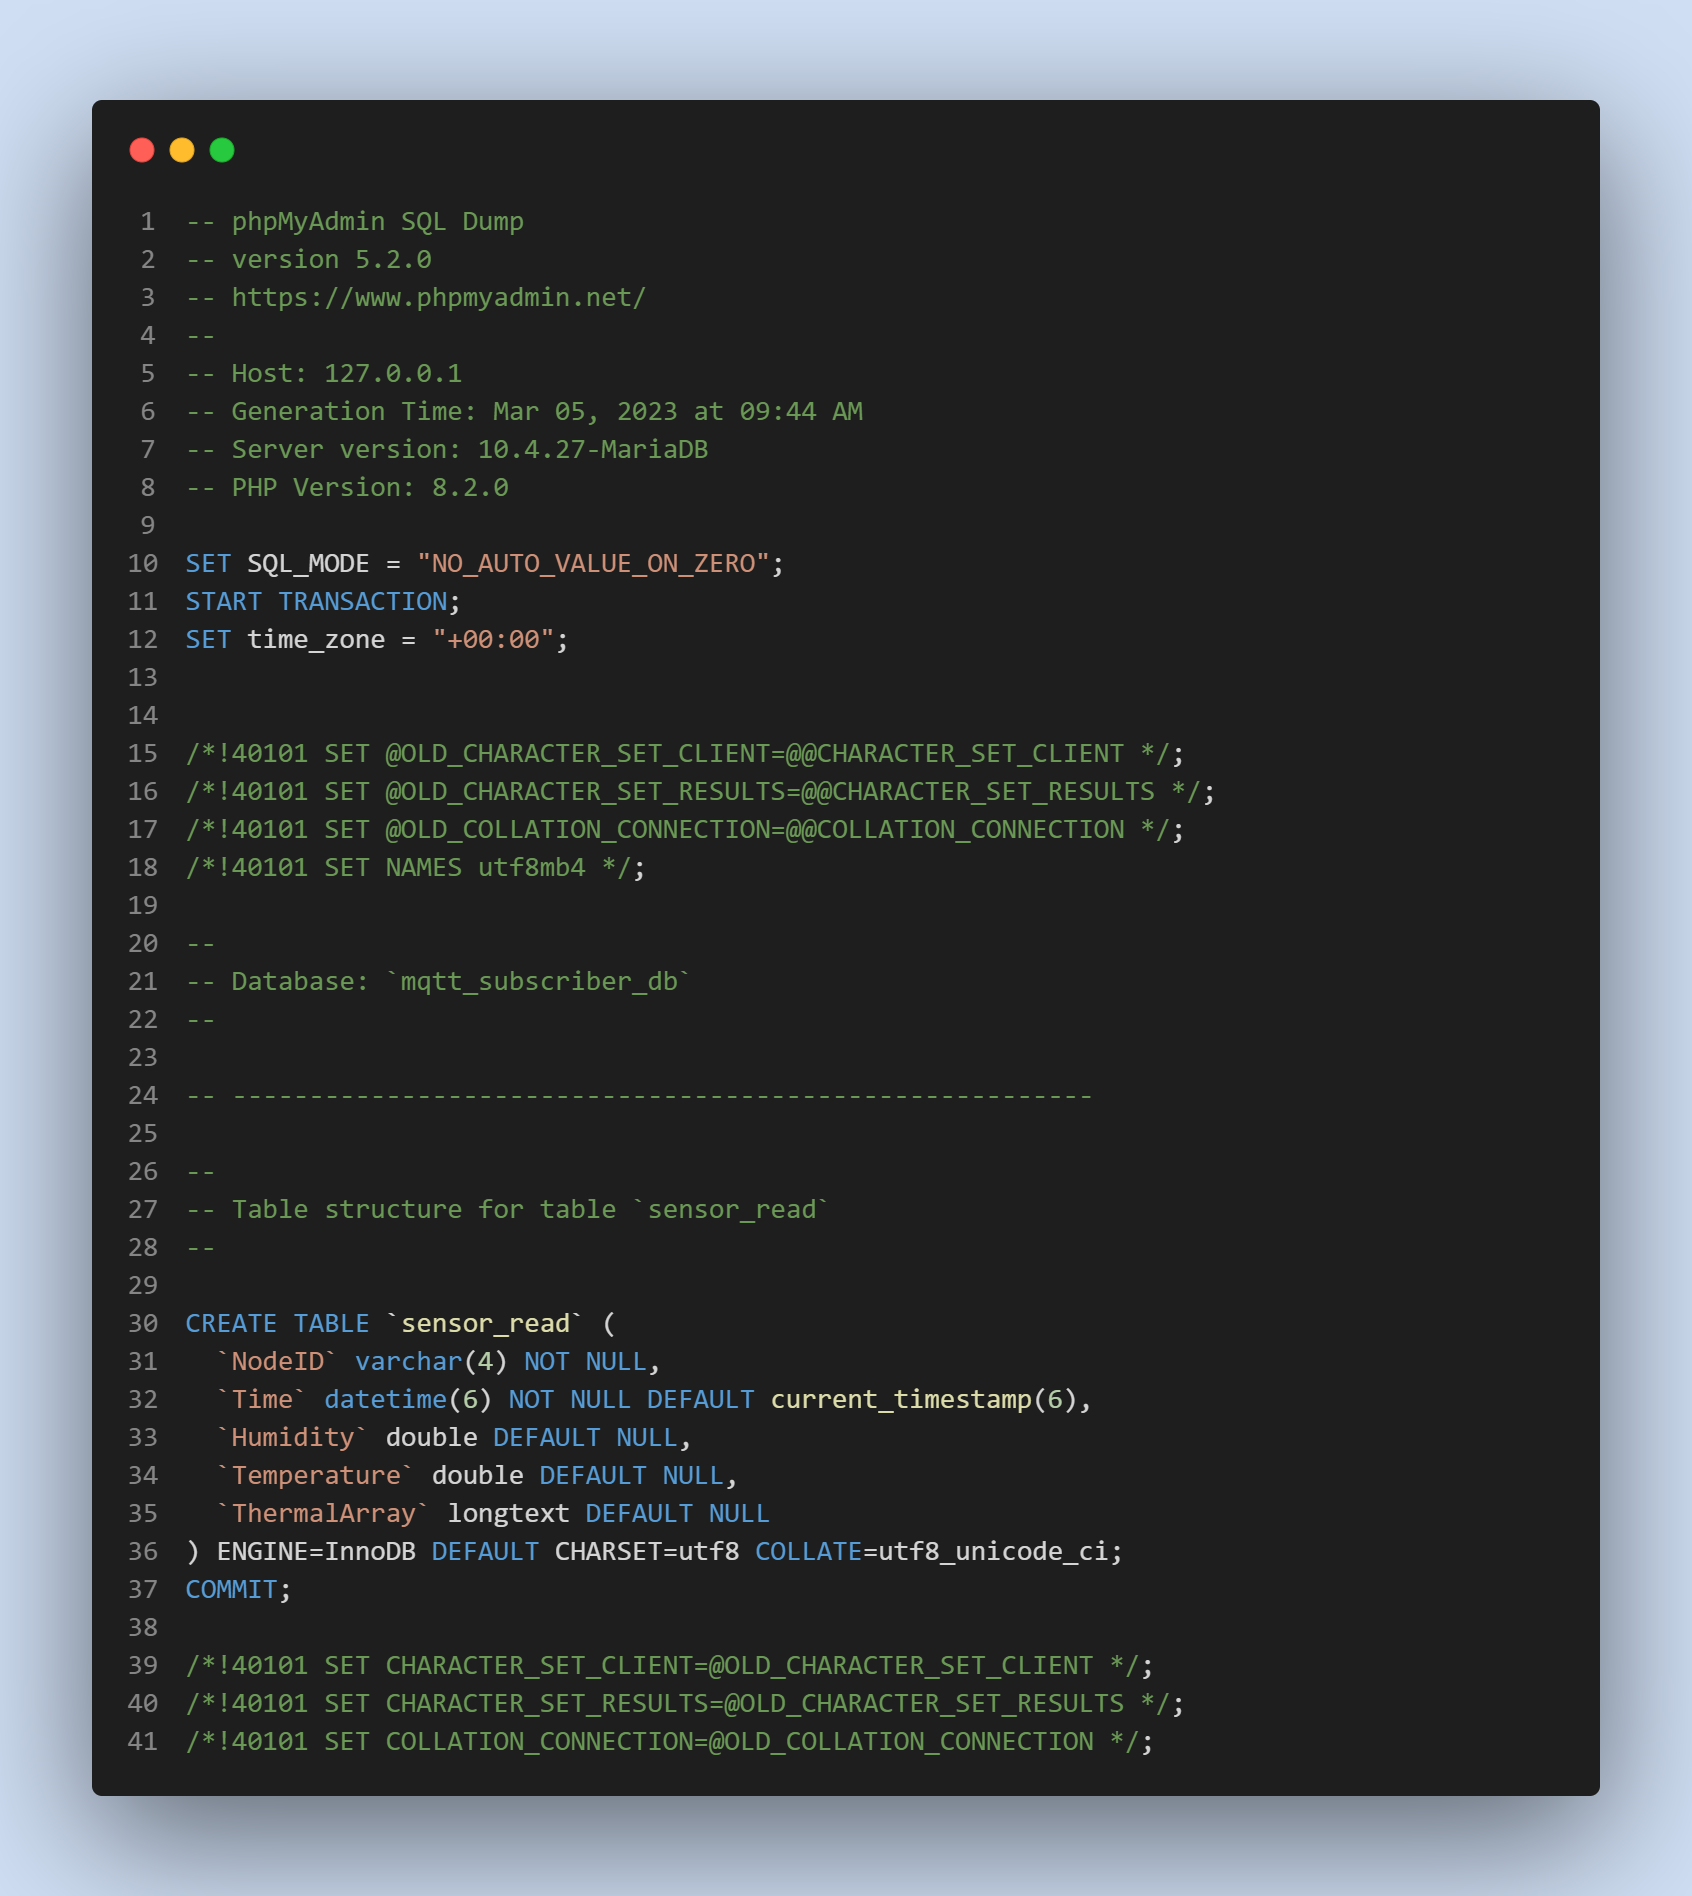 1 -- phpMyAdmin SQL Dump
2 -- version 5.2.0
3 -- https://www.phpmyadmin.net/
4 --
5 -- Host: 127.0.0.1
6 -- Generation Time: Mar 05, 2023 at 09:44 AM
7 -- Server version: 10.4.27-MariaDB
8 -- PHP Version: 8.2.0
9
10 SET SQL_MODE = "NO_AUTO_VALUE_ON_ZERO";
11 START TRANSACTION;
12 SET time_zone = "+00:00";
13
14
15 /*!40101 SET @OLD_CHARACTER_SET_CLIENT=@@CHARACTER_SET_CLIENT */;
16 /*!40101 SET @OLD_CHARACTER_SET_RESULTS=@@CHARACTER_SET_RESULTS */;
17 /*!40101 SET @OLD_COLLATION_CONNECTION=@@COLLATION_CONNECTION */;
18 /*!40101 SET NAMES utf8mb4 */;
19
20 --
21 -- Database: `mqtt_subscriber_db`
22 --
23
24 -- --------------------------------------------------------
25
26 --
27 -- Table structure for table `sensor_read`
28 --
29
30 CREATE TABLE `sensor_read` (
31   `NodeID` varchar(4) NOT NULL,
32   `Time` datetime(6) NOT NULL DEFAULT current_timestamp(6),
33   `Humidity` double DEFAULT NULL,
34   `Temperature` double DEFAULT NULL,
35   `ThermalArray` longtext DEFAULT NULL
36 ) ENGINE=InnoDB DEFAULT CHARSET=utf8 COLLATE=utf8_unicode_ci;
37 COMMIT;
38
39 /*!40101 SET CHARACTER_SET_CLIENT=@OLD_CHARACTER_SET_CLIENT */;
40 /*!40101 SET CHARACTER_SET_RESULTS=@OLD_CHARACTER_SET_RESULTS */;
41 /*!40101 SET COLLATION_CONNECTION=@OLD_COLLATION_CONNECTION */;